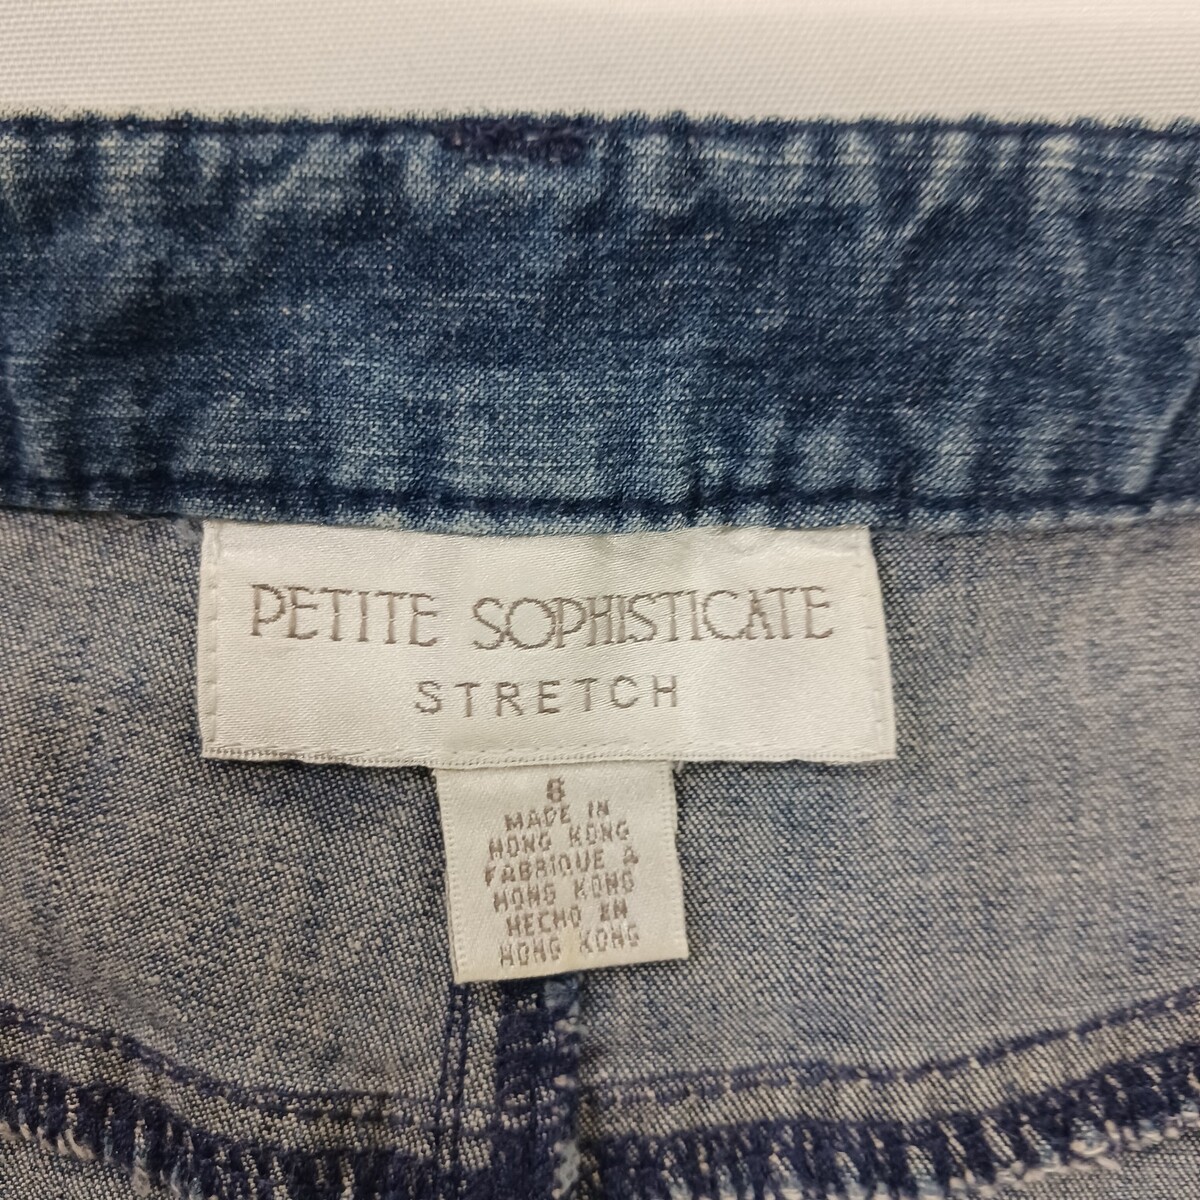 PETITE SOPHISTICATE
STRETCH
8
MADE IN
HONG KONG
FABRIQUE A
HONG KONG
HECHO EN
HONG KONG